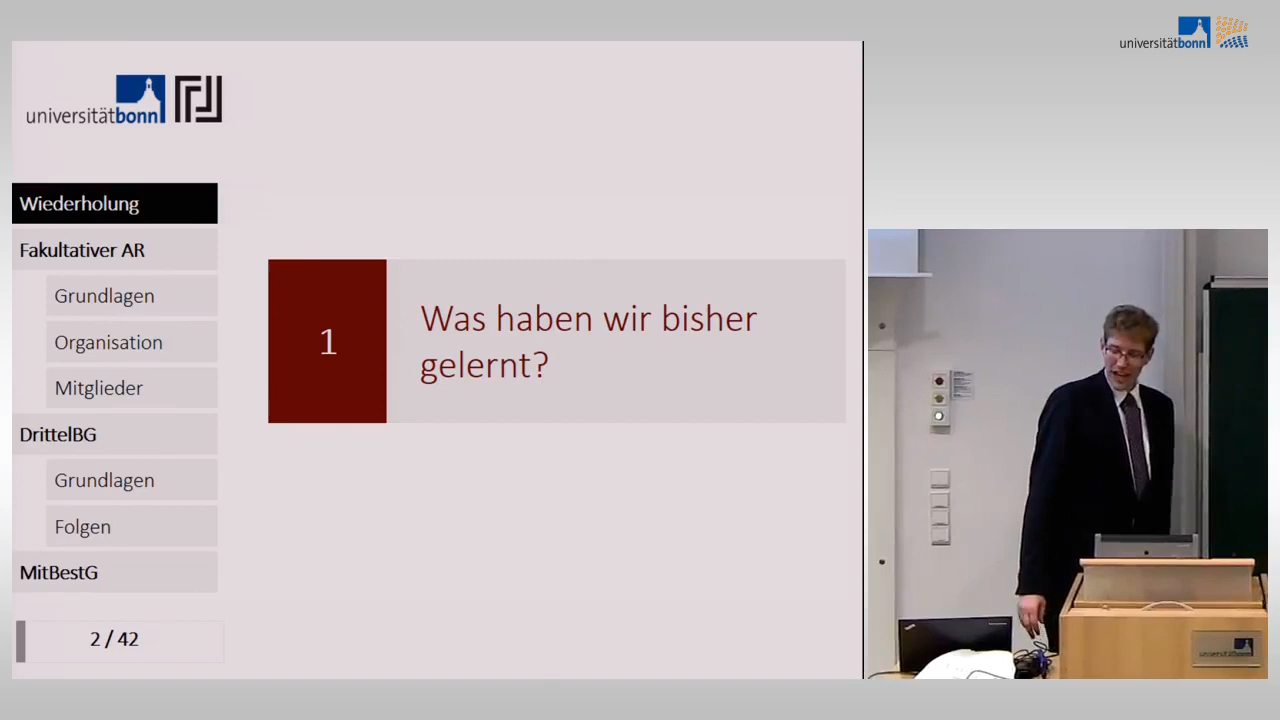 universitätbonn
universitätbonn
Wiederholung
Fakultativer AR
Grundlagen
Organisation
Mitglieder
DrittelBG
Grundlagen
Folgen
MitBestG
2 / 42
1
Was haben wir bisher
gelernt?
universitätbonn